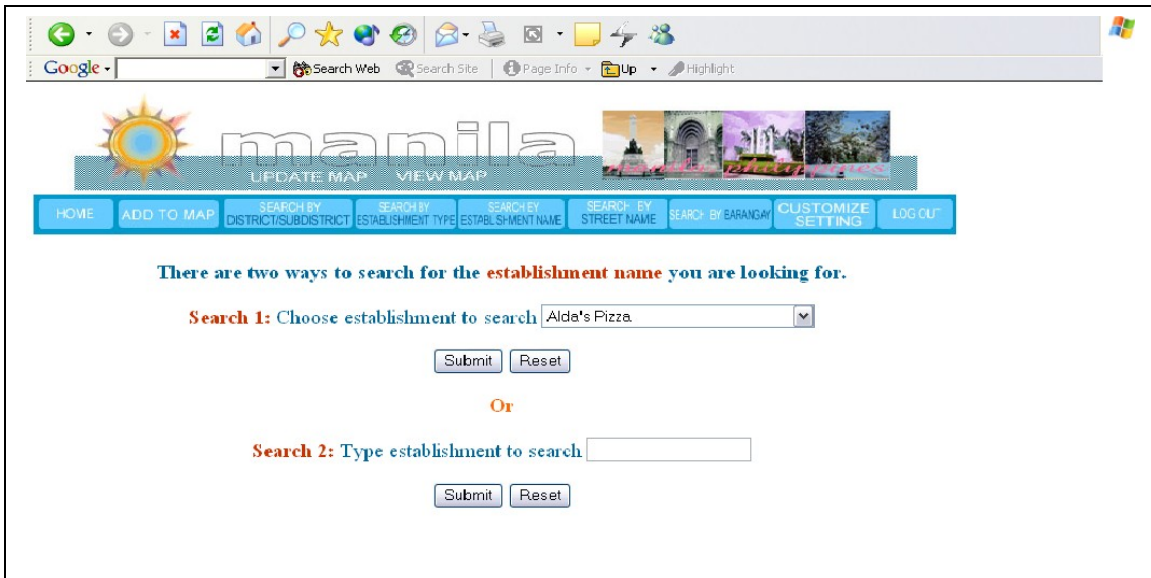 Google
Search Web Search Site Page Info Up Highlight
manila
manila philippines
UPDATE MAP VIEW MAP
HOME
ADD TO MAP
SEARCH BY
DISTRICT/SUBDISTRICT
SEARCH BY
ESTABLISHMENT TYPE
SEARCH BY
ESTABLISHMENT NAME
SEARCH BY
STREET NAME
SEARCH BY BARANGAY
CUSTOMIZE
SETTING
LOG OUT
There are two ways to search for the establishment name you are looking for.
Search 1: Choose establishment to search Alda's Pizza
Submit Reset
Or
Search 2: Type establishment to search
Submit Reset